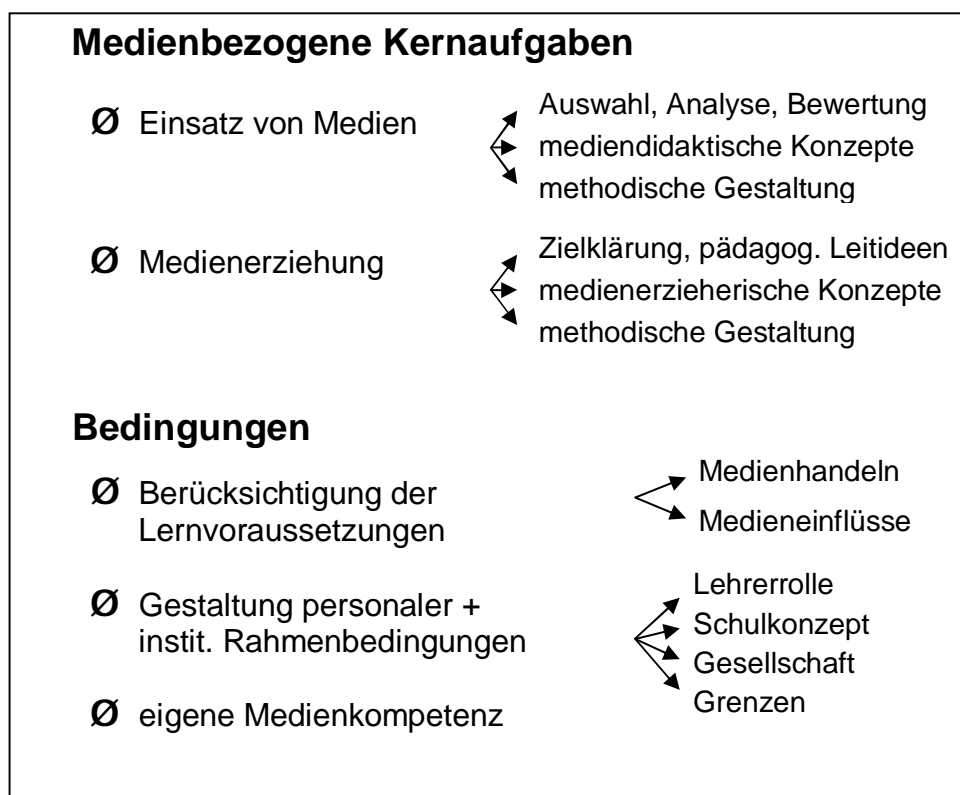 Medienbezogene Kernaufgaben
Ø Einsatz von Medien
Auswahl, Analyse, Bewertung
mediendidaktische Konzepte
methodische Gestaltung
Ø Medienerziehung
Zielklärung, pädagog. Leitideen
medienerzieherische Konzepte
methodische Gestaltung
Bedingungen
Ø Berücksichtigung der
Lernvoraussetzungen
Medienhandeln
Medieneinflüsse
Ø Gestaltung personaler +
instit. Rahmenbedingungen
Lehrerrolle
Schulkonzept
Gesellschaft
Grenzen
Ø eigene Medienkompetenz